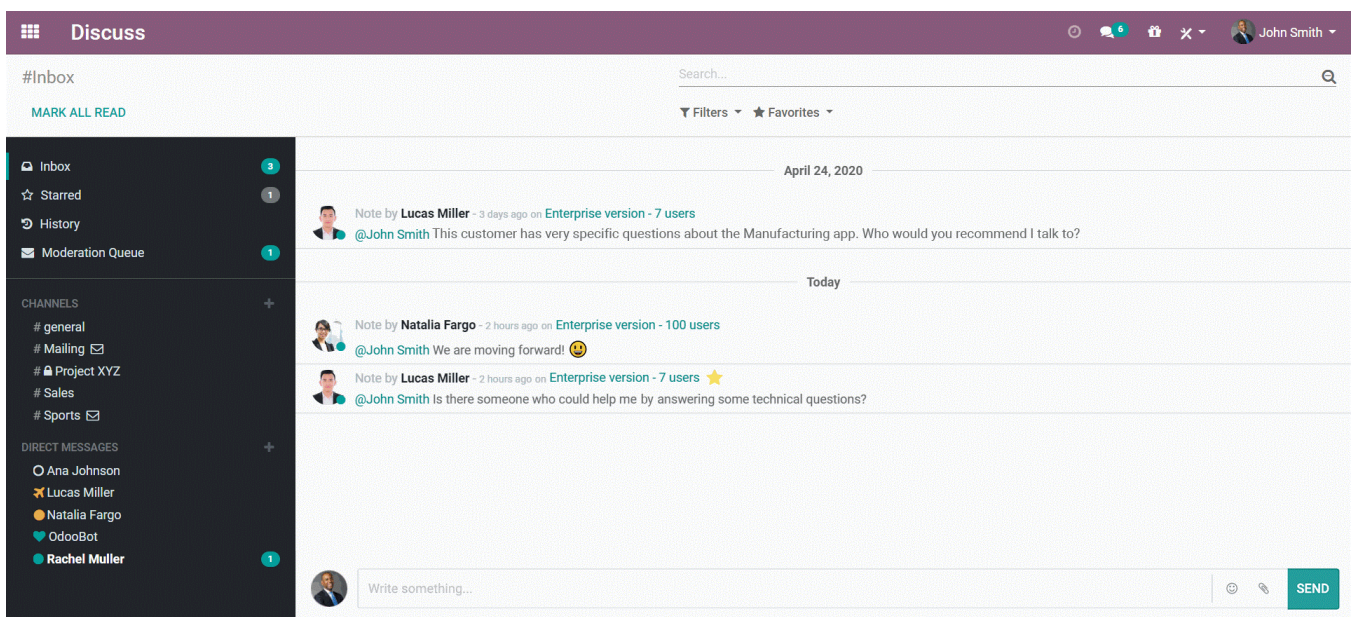 Discuss
6
John Smith
#Inbox
Search...
MARK ALL READ
Filters
Favorites
Inbox 3
Starred 1
History
Moderation Queue 1
CHANNELS +
# general
# Mailing
# Project XYZ
# Sales
# Sports
DIRECT MESSAGES +
Ana Johnson
Lucas Miller
Natalia Fargo
OdooBot
Rachel Muller 1
April 24, 2020
Note by Lucas Miller - 3 days ago on Enterprise version - 7 users
@John Smith This customer has very specific questions about the Manufacturing app. Who would you recommend I talk to?
Today
Note by Natalia Fargo - 2 hours ago on Enterprise version - 100 users
@John Smith We are moving forward!
Note by Lucas Miller - 2 hours ago on Enterprise version - 7 users
@John Smith Is there someone who could help me by answering some technical questions?
Write something...
SEND